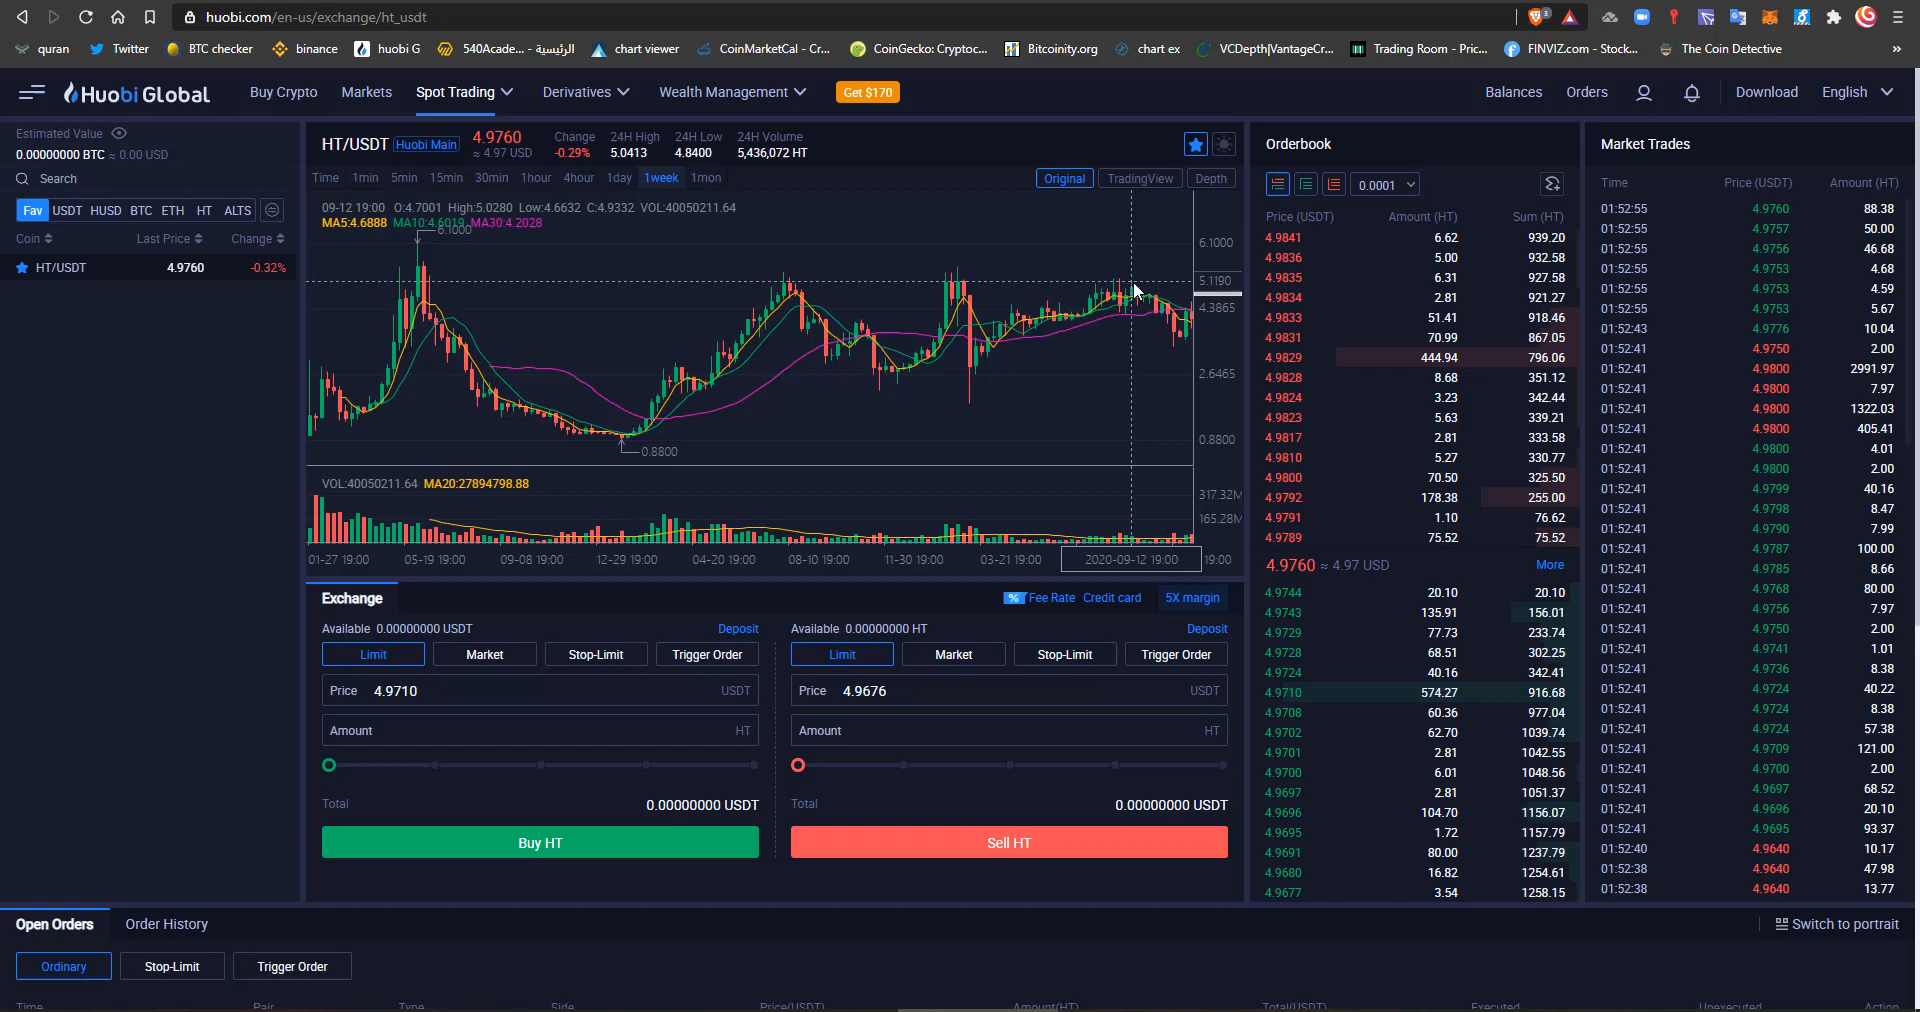 huobi.com/en-us/exchange/ht_usdt
3
quran
Twitter
BTC checker
binance
huobi G
540Acade... - الرئيسية
chart viewer
CoinMarketCal - Cr...
CoinGecko: Cryptoc...
Bitcoinity.org
chart ex
VCDepth|VantageCr...
Trading Room - Pric...
FINVIZ.com - Stock...
The Coin Detective
»
Huobi Global
Buy Crypto
Markets
Spot Trading
Derivatives
Wealth Management
Get $170
Balances
Orders
Download
English
Estimated Value
0.00000000 BTC ≈ 0.00 USD
Search
Fav USDT HUSD BTC ETH HT ALTS
Coin Last Price Change
HT/USDT 4.9760 -0.32%
HT/USDT Huobi Main
4.9760
≈ 4.97 USD
Change
-0.29%
24H High
5.0413
24H Low
4.8400
24H Volume
5,436,072 HT
Time 1min 5min 15min 30min 1hour 4hour 1day 1week 1mon
Original TradingView Depth
09-12 19:00 O:4.7001 High:5.0280 Low:4.6632 C:4.9332 VOL:40050211.64
MA5:4.6888 MA10:4.6019 MA30:4.2028
6.1000
6.1000
5.1190
4.3865
2.6465
0.8800
0.8800
VOL:40050211.64 MA20:27894798.88
317.32M
165.28M
01-27 19:00 05-19 19:00 09-08 19:00 12-29 19:00 04-20 19:00 08-10 19:00 11-30 19:00 03-21 19:00 2020-09-12 19:00 19:00
Exchange
% Fee Rate Credit card 5X margin
Available 0.00000000 USDT Deposit
Limit Market Stop-Limit Trigger Order
Price 4.9710 USDT
Amount HT
Total 0.00000000 USDT
Buy HT
Available 0.00000000 HT Deposit
Limit Market Stop-Limit Trigger Order
Price 4.9676 USDT
Amount HT
Total 0.00000000 USDT
Sell HT
Orderbook
0.0001
Price (USDT) Amount (HT) Sum (HT)
4.9841 6.62 939.20
4.9836 5.00 932.58
4.9835 6.31 927.58
4.9834 2.81 921.27
4.9833 51.41 918.46
4.9831 70.99 867.05
4.9829 444.94 796.06
4.9828 8.68 351.12
4.9824 3.23 342.44
4.9823 5.63 339.21
4.9817 2.81 333.58
4.9810 5.27 330.77
4.9800 70.50 325.50
4.9792 178.38 255.00
4.9791 1.10 76.62
4.9789 75.52 75.52
4.9760 ≈ 4.97 USD More
4.9744 20.10 20.10
4.9743 135.91 156.01
4.9729 77.73 233.74
4.9728 68.51 302.25
4.9724 40.16 342.41
4.9710 574.27 916.68
4.9708 60.36 977.04
4.9702 62.70 1039.74
4.9701 2.81 1042.55
4.9700 6.01 1048.56
4.9697 2.81 1051.37
4.9696 104.70 1156.07
4.9695 1.72 1157.79
4.9691 80.00 1237.79
4.9680 16.82 1254.61
4.9677 3.54 1258.15
Market Trades
Time Price (USDT) Amount (HT)
01:52:55 4.9760 88.38
01:52:55 4.9757 50.00
01:52:55 4.9756 46.68
01:52:55 4.9753 4.68
01:52:55 4.9753 4.59
01:52:55 4.9753 5.67
01:52:43 4.9776 10.04
01:52:41 4.9750 2.00
01:52:41 4.9800 2991.97
01:52:41 4.9800 7.97
01:52:41 4.9800 1322.03
01:52:41 4.9800 405.41
01:52:41 4.9800 4.01
01:52:41 4.9800 2.00
01:52:41 4.9799 40.16
01:52:41 4.9798 8.47
01:52:41 4.9790 7.99
01:52:41 4.9787 100.00
01:52:41 4.9785 8.66
01:52:41 4.9768 80.00
01:52:41 4.9756 7.97
01:52:41 4.9750 2.00
01:52:41 4.9741 1.01
01:52:41 4.9736 8.38
01:52:41 4.9724 40.22
01:52:41 4.9724 8.38
01:52:41 4.9724 57.38
01:52:41 4.9709 121.00
01:52:41 4.9700 2.00
01:52:41 4.9697 68.52
01:52:41 4.9696 20.10
01:52:41 4.9695 93.37
01:52:40 4.9640 10.17
01:52:38 4.9640 47.98
01:52:38 4.9640 13.77
Open Orders Order History
Switch to portrait
Ordinary Stop-Limit Trigger Order
Time Pair Type Side Price(USDT) Amount(HT) Total(USDT) Executed Unexecuted Action